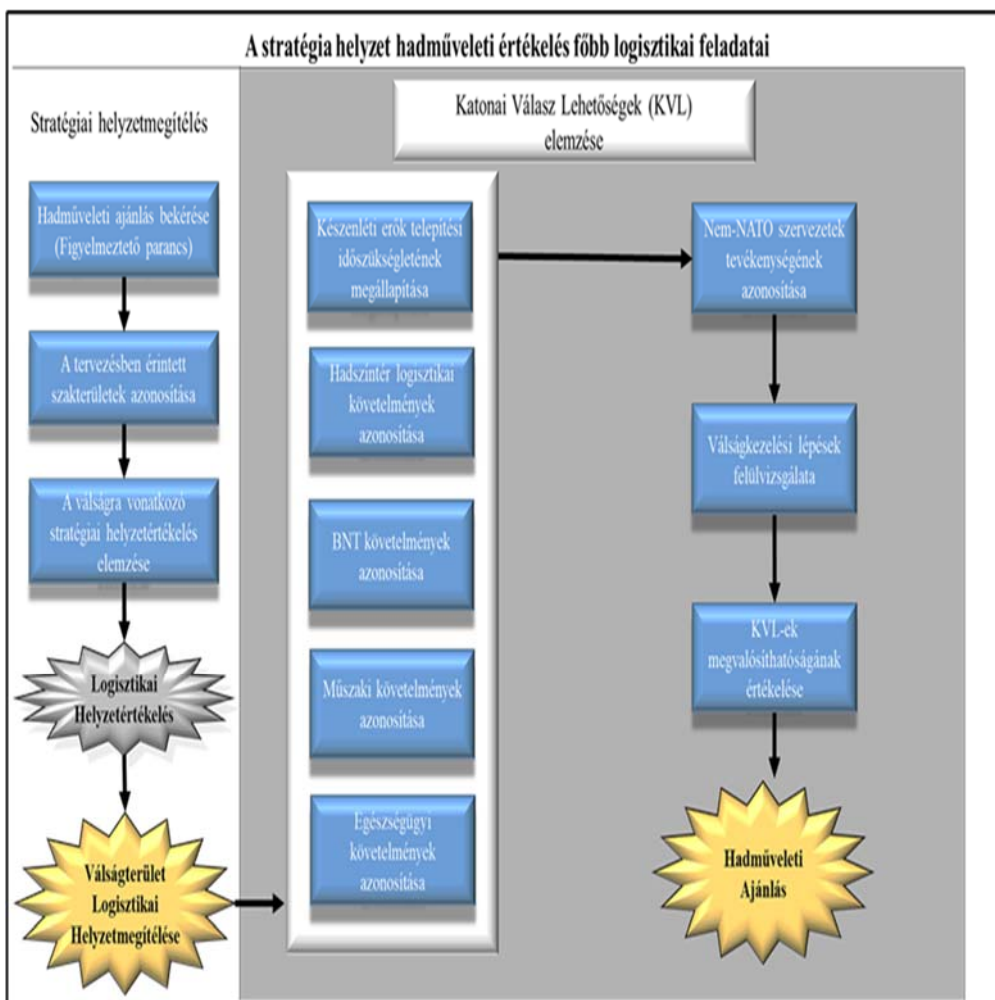 A stratégia helyzet hadműveleti értékelés főbb logisztikai feladatai
Stratégiai helyzetmegítélés
Hadműveleti ajánlás bekérése
(Figyelmeztető parancs)
A tervezésben érintett
szakterületek azonosítása
A válságra vonatkozó
stratégiai helyzetértékelés
elemzése
Logisztikai
Helyzetértékelés
Válságterület
Logisztikai
Helyzetmegítélése
Katonai Válasz Lehetőségek (KVL)
elemzése
Készenléti erők telepítési
időszükségletének
megállapítása
Hadszíntér logisztikai
követelmények
azonosítása
BNT követelmények
azonosítása
Műszaki követelmények
azonosítása
Egészségügyi
követelmények
azonosítása
Nem-NATO szervezetek
tevékenységének
azonosítása
Válságkezelési lépések
felülvizsgálata
KVL-ek
megvalósíthatóságának
értékelése
Hadműveleti
Ajánlás